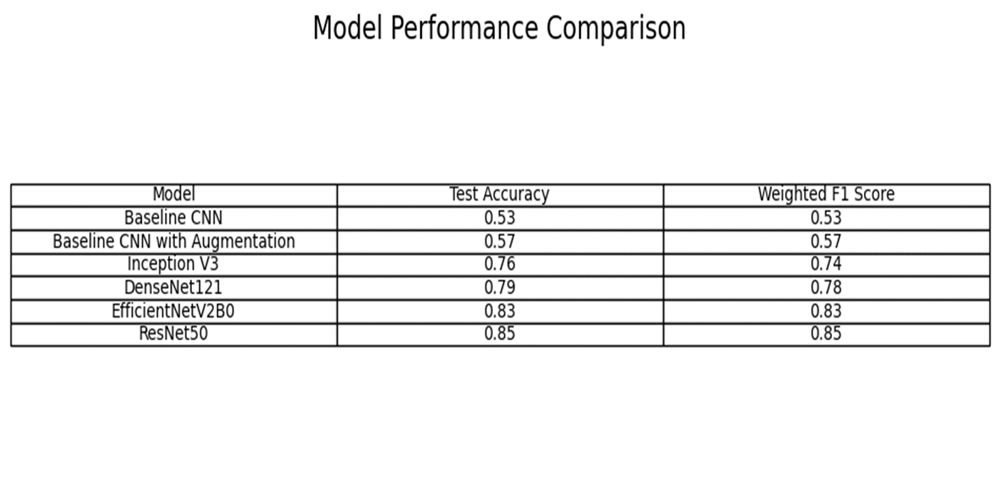 Model Performance Comparison
Model Test Accuracy Weighted F1 Score
Baseline CNN 0.53 0.53
Baseline CNN with Augmentation 0.57 0.57
Inception V3 0.76 0.74
DenseNet121 0.79 0.78
EfficientNetV2B0 0.83 0.83
ResNet50 0.85 0.85